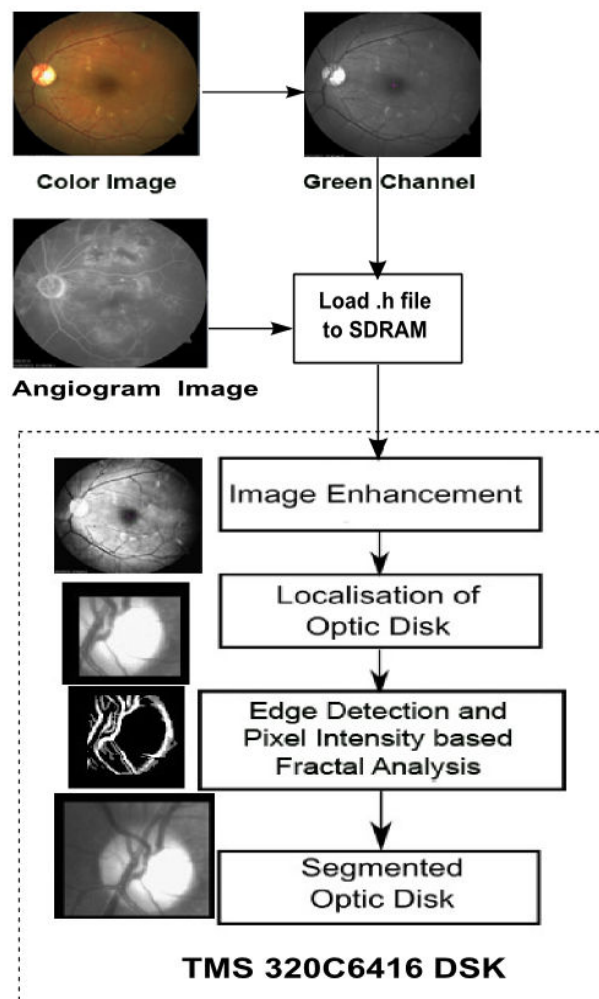 Color Image
Green Channel
Load .h file
to SDRAM
Angiogram Image
Image Enhancement
Localisation of
Optic Disk
Edge Detection and
Pixel Intensity based
Fractal Analysis
Segmented
Optic Disk
TMS 320C6416 DSK